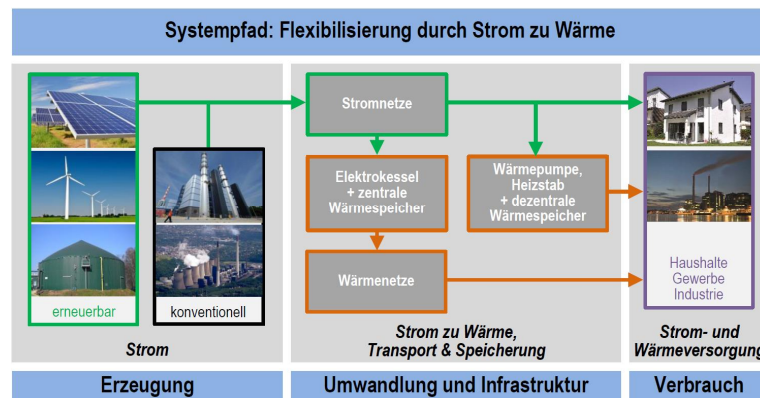 Systempfad: Flexibilisierung durch Strom zu Wärme
Stromnetze
Elektrokessel
+ zentrale
Wärmespeicher
Wärmepumpe,
Heizstab
+ dezentrale
Wärmespeicher
Wärmenetze
erneuerbar
konventionell
Haushalte
Gewerbe
Industrie
Strom
Strom zu Wärme,
Transport & Speicherung
Strom- und
Wärmeversorgung
Erzeugung
Umwandlung und Infrastruktur
Verbrauch